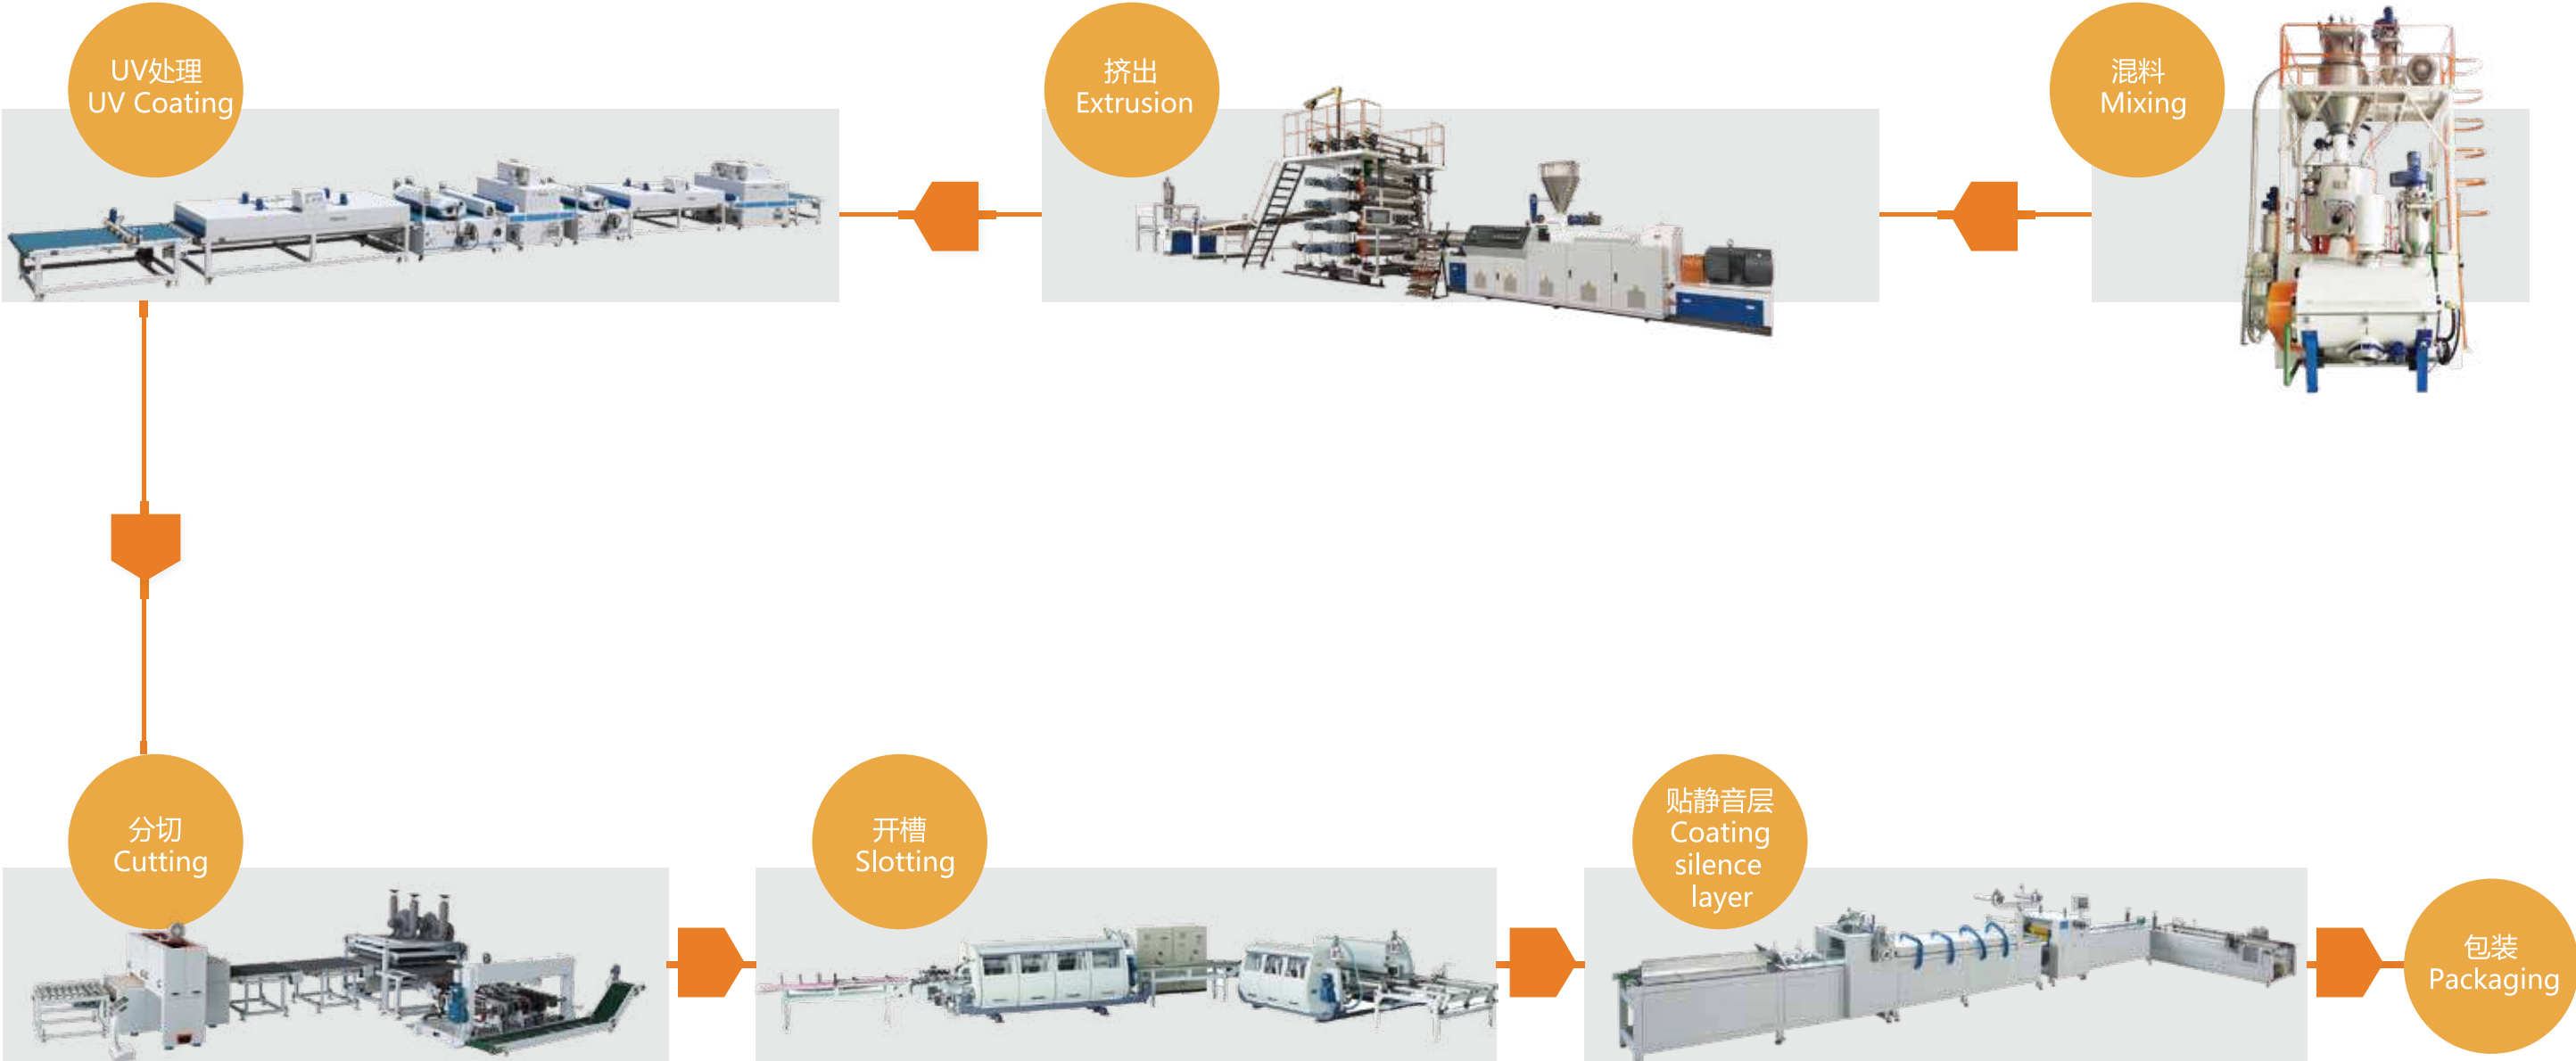 UV处理
UV Coating
挤出
Extrusion
混料
Mixing
分切
Cutting
开槽
Slotting
贴静音层
Coating
silence
layer
包装
Packaging